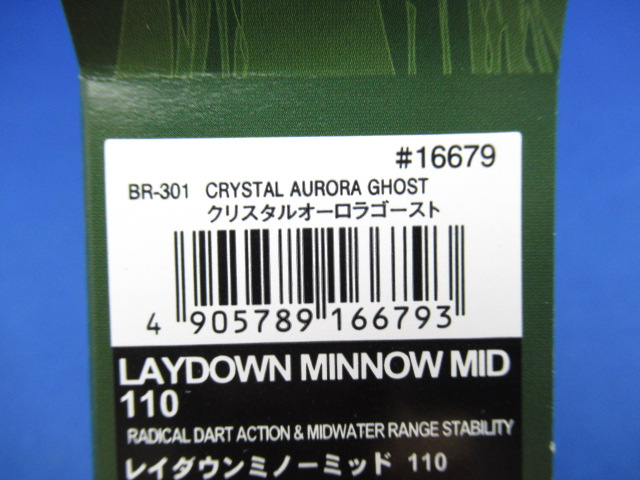 #16679
BR-301 CRYSTAL AURORA GHOST
クリスタルオーロラゴースト
4 905789 166793
LAYDOWN MINNOW MID
110
RADICAL DART ACTION & MIDWATER RANGE STABILITY
レイダウンミノーミッド 110